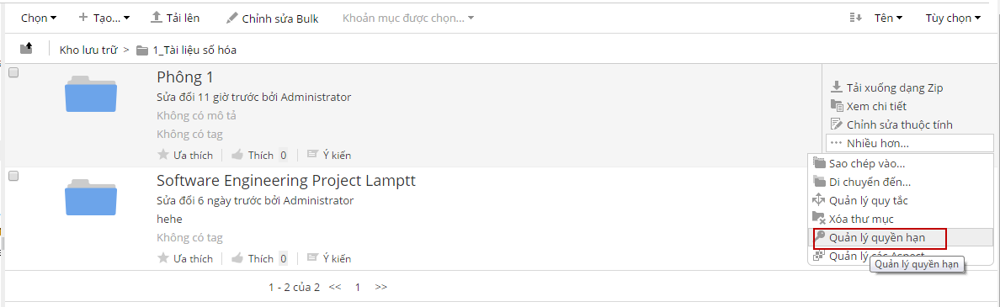 Chọn Tạo... Tải lên Chỉnh sửa Bulk Khoản mục được chọn... Tên Tùy chọn
Kho lưu trữ > 1_Tài liệu số hóa
Phông 1
Sửa đổi 11 giờ trước bởi Administrator
Không có mô tả
Không có tag
Ưa thích Thích 0 Ý kiến
Tải xuống dạng Zip
Xem chi tiết
Chỉnh sửa thuộc tính
Nhiều hơn...
Sao chép vào...
Di chuyển đến...
Quản lý quy tắc
Xóa thư mục
Quản lý quyền hạn
Quản lý các Aspect
Quản lý quyền hạn
Software Engineering Project Lamptt
Sửa đổi 6 ngày trước bởi Administrator
hehe
Không có tag
Ưa thích Thích 0 Ý kiến
1 - 2 của 2 << 1 >>